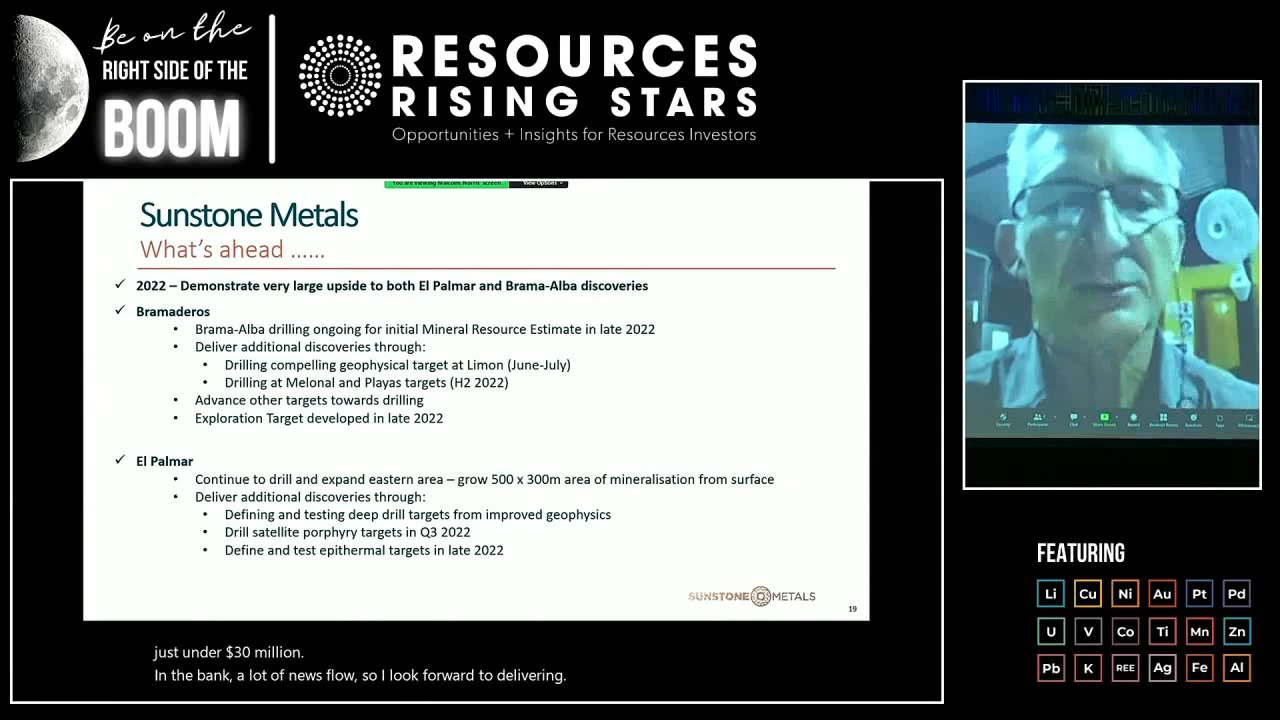 Be on the
RIGHT SIDE OF THE
BOOM
RESOURCES
RISING STARS
Opportunities + Insights for Resources Investors
You are viewing Malcolm Norris' screen
View Options
Sunstone Metals
What's ahead ......
✓ 2022 – Demonstrate very large upside to both El Palmar and Brama-Alba discoveries
✓ Bramaderos
• Brama-Alba drilling ongoing for initial Mineral Resource Estimate in late 2022
• Deliver additional discoveries through:
• Drilling compelling geophysical target at Limon (June-July)
• Drilling at Melonal and Playas targets (H2 2022)
• Advance other targets towards drilling
• Exploration Target developed in late 2022
✓ El Palmar
• Continue to drill and expand eastern area – grow 500 x 300m area of mineralisation from surface
• Deliver additional discoveries through:
• Defining and testing deep drill targets from improved geophysics
• Drill satellite porphyry targets in Q3 2022
• Define and test epithermal targets in late 2022
SUNSTONE METALS
19
just under $30 million.
In the bank, a lot of news flow, so I look forward to delivering.
FEATURING
Li Cu Ni Au Pt Pd
U V Co Ti Mn Zn
Pb K REE Ag Fe Al